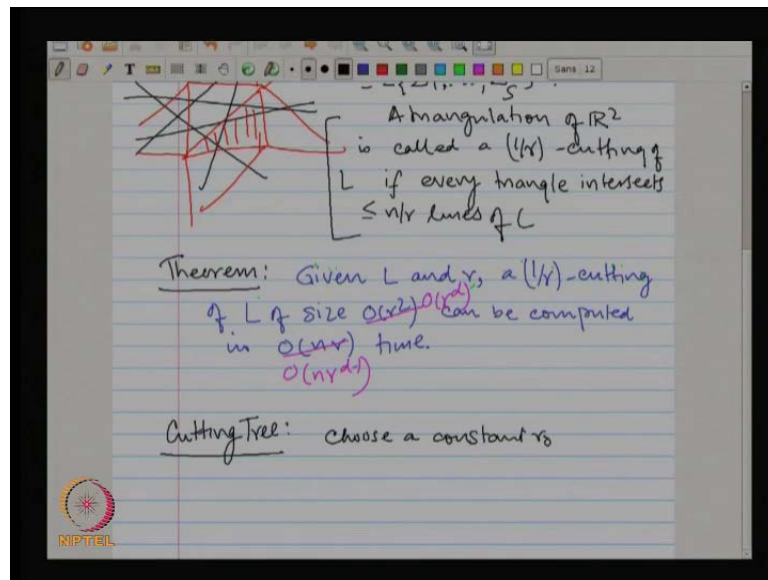 Sans 12
A triangulation of ℝ²
is called a (1/r)-cutting of
L if every triangle intersects
≤ n/r lines of L
Theorem: Given L and r, a (1/r)-cutting
of L of size O(r²) O(r^d) can be computed
in O(nr) time.
O(nr^{d-1})
Cutting Tree: Choose a constant r₀
NPTEL